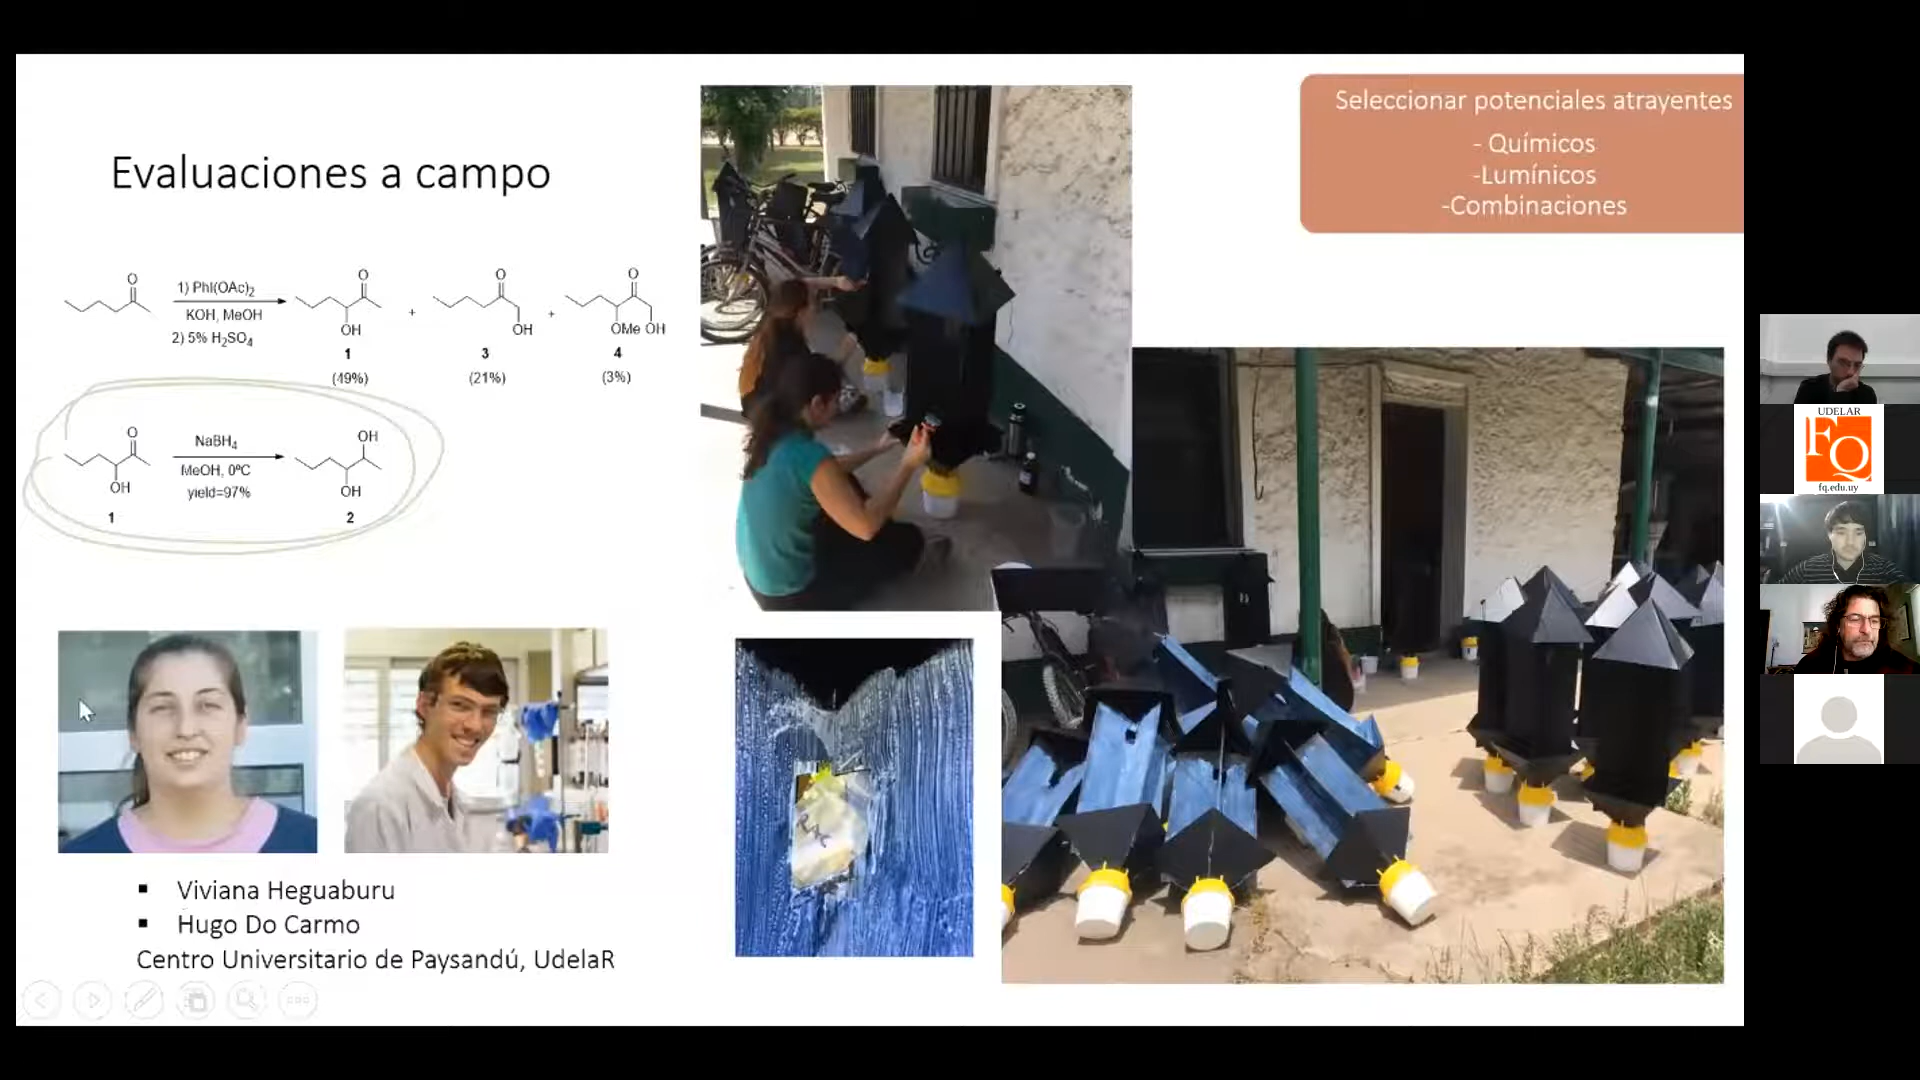 Evaluaciones a campo
Seleccionar potenciales atrayentes
- Químicos
-Lumínicos
-Combinaciones
O
1) PhI(OAc)2
KOH, MeOH
2) 5% H2SO4
O
OH
1
(49%)
+
O
OH
3
(21%)
+
O
OMe OH
4
(3%)
O
OH
1
NaBH4
MeOH, 0ºC
yield=97%
OH
OH
2
RAC
▪ Viviana Heguaburu
▪ Hugo Do Carmo
Centro Universitario de Paysandú, UdelaR
UDELAR
FQ
fq.edu.uy